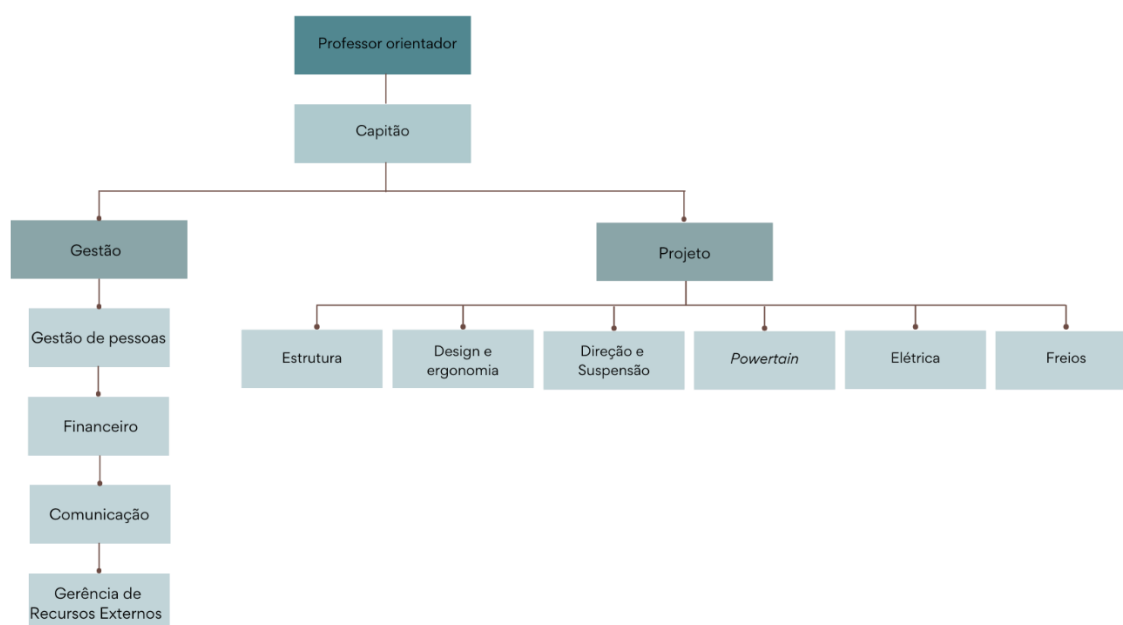 Professor orientador
Capitão
Gestão
Projeto
Gestão de pessoas
Financeiro
Comunicação
Gerência de
Recursos Externos
Estrutura
Design e
ergonomia
Direção e
Suspensão
Powertain
Elétrica
Freios